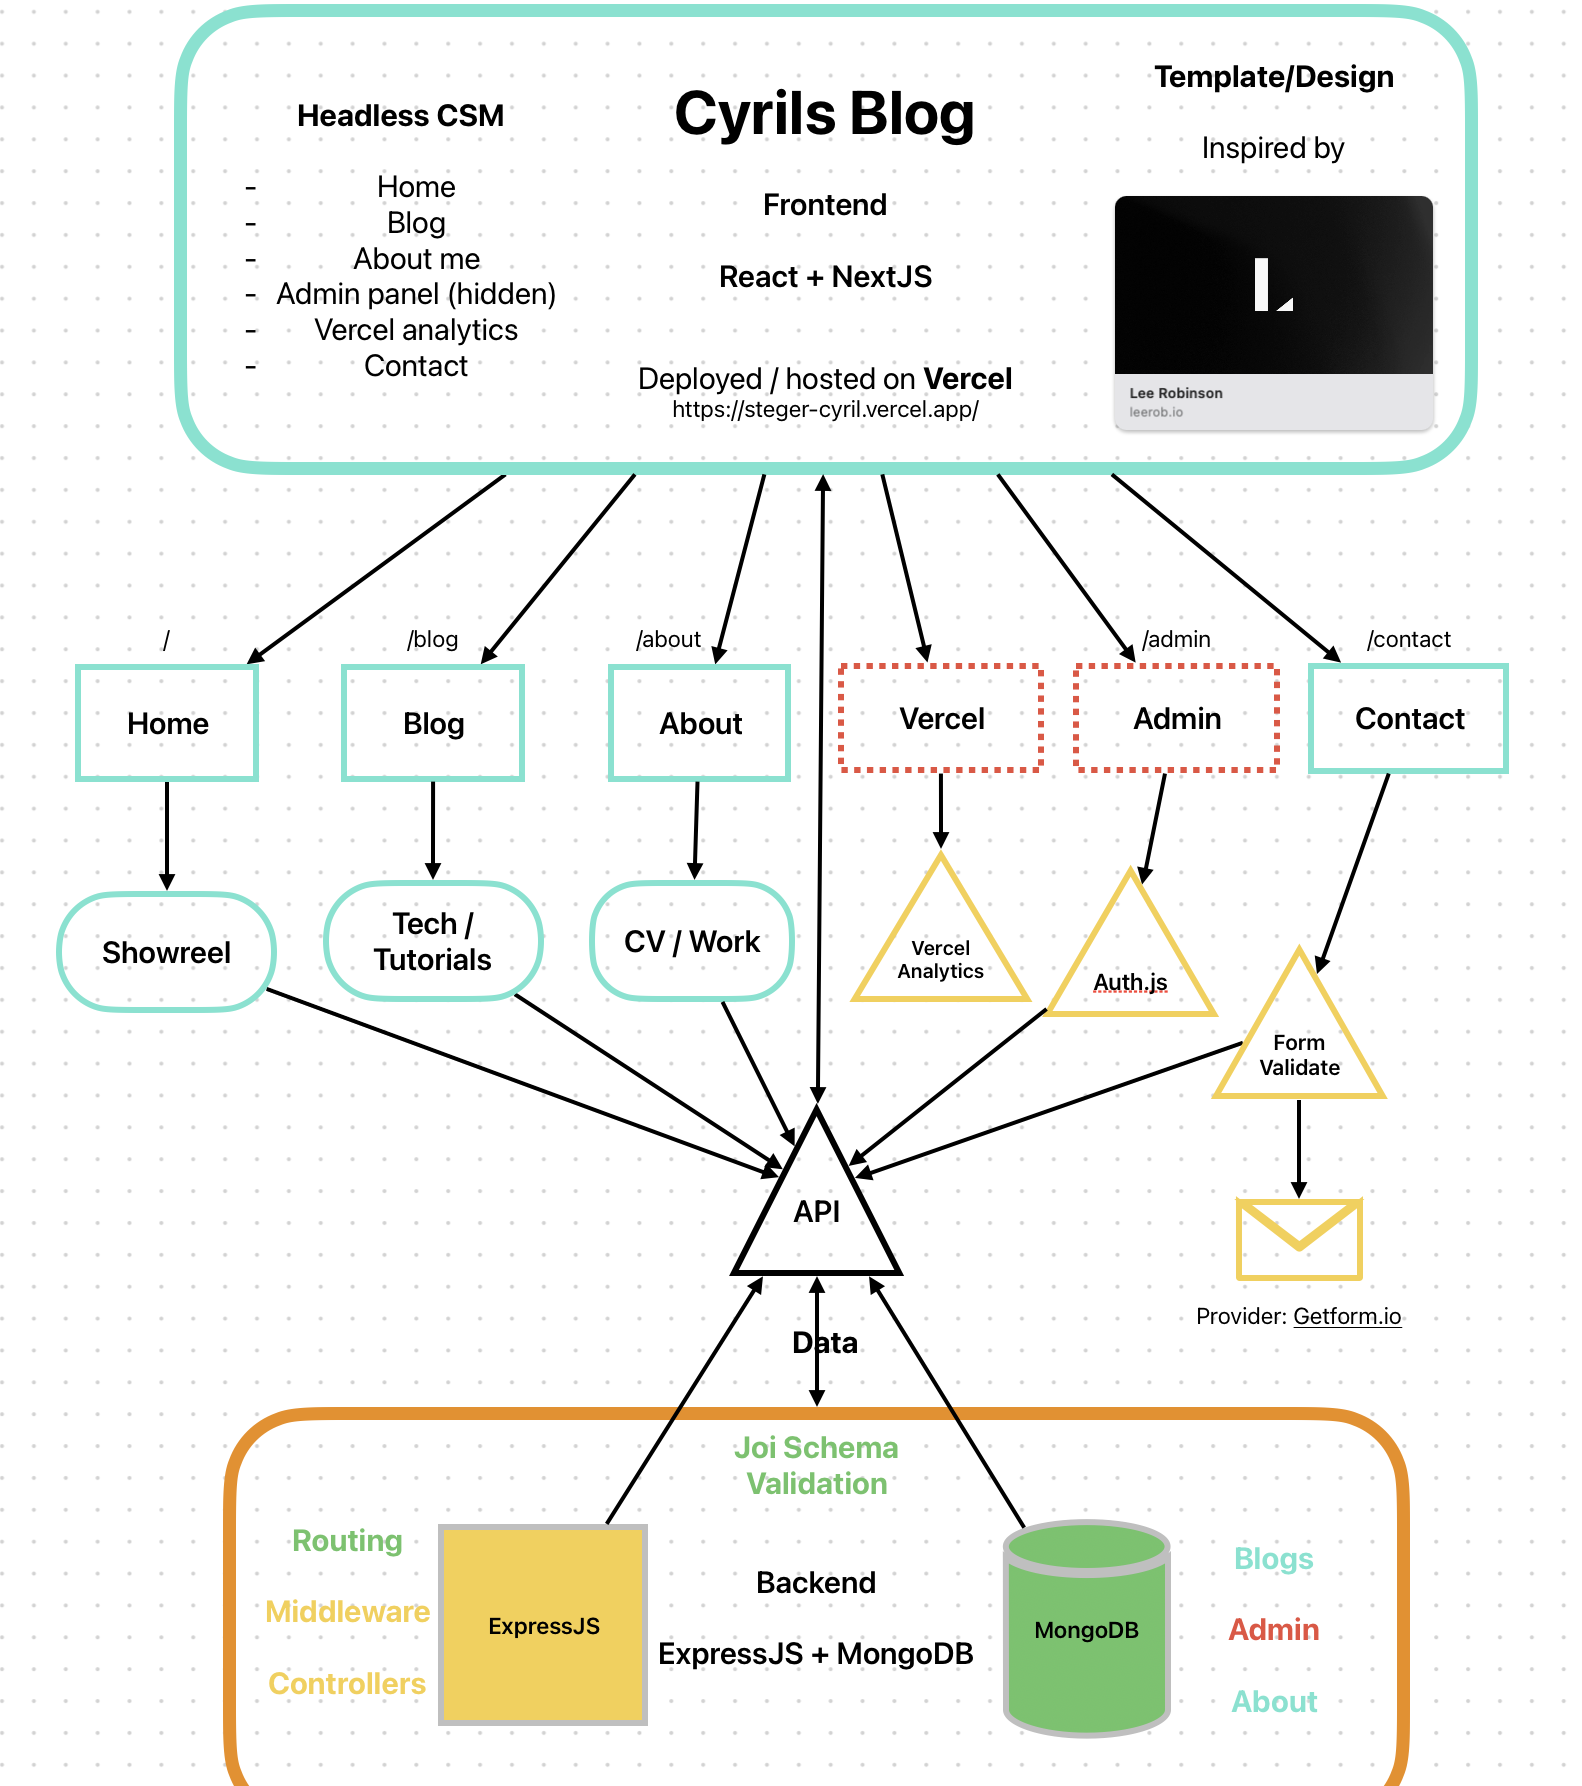 Headless CSM
- Home
- Blog
- About me
- Admin panel (hidden)
- Vercel analytics
- Contact
Cyrils Blog
Frontend
React + NextJS
Deployed / hosted on Vercel
https://steger-cyril.vercel.app/
Template/Design
Inspired by
Lee Robinson
leerob.io
/
/blog
/about
/admin
/contact
Home
Blog
About
Vercel
Admin
Contact
Showreel
Tech /
Tutorials
CV / Work
Vercel
Analytics
Auth.js
Form
Validate
API
Provider: Getform.io
Data
Joi Schema
Validation
Routing
Middleware
Controllers
ExpressJS
Backend
ExpressJS + MongoDB
MongoDB
Blogs
Admin
About